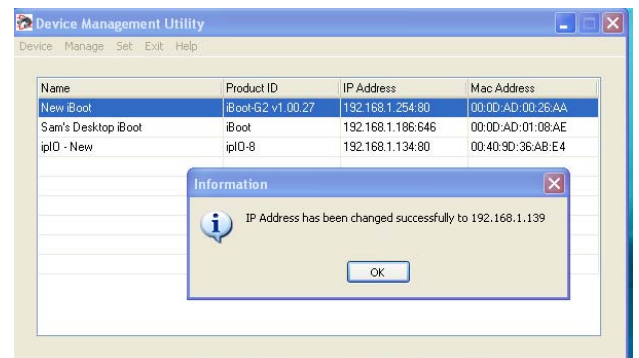 Device Management Utility
Device Manage Set Exit Help
Name Product ID IP Address Mac Address
New iBoot iBoot-G2 v1.00.27 192.168.1.254:80 00:0D:AD:00:26:AA
Sam's Desktop iBoot iBoot 192.168.1.186:646 00:0D:AD:01:08:AE
ipIO - New ipIO-8 192.168.1.134:80 00:40:9D:36:AB:E4
Information
IP Address has been changed successfully to 192.168.1.139
OK